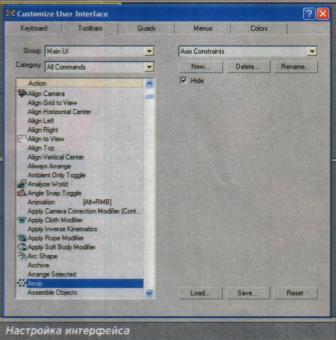 Customize User Interface
Keyboard Toolbars Quads Menus Colors
Group: Main UI
Axis Constraints
Category: All Commands
New... Delete... Rename...
Hide
Action
Align Camera
Align Grid to View
Align Horizontal Center
Align Left
Align Right
Align to View
Align Top
Align Vertical Center
Always Arrange
Ambient Only Toggle
Analyze World
Angle Snap Toggle
Animation [Alt+RMB]
Apply Camera Correction Modifier (Cont...
Apply Cloth Modifier
Apply Inverse Kinematics
Apply Rope Modifier
Apply Soft Body Modifier
Arc Shape
Archive
Arrange Selected
Array
Assemble Objects
Load... Save... Reset
Настройка интерфейса